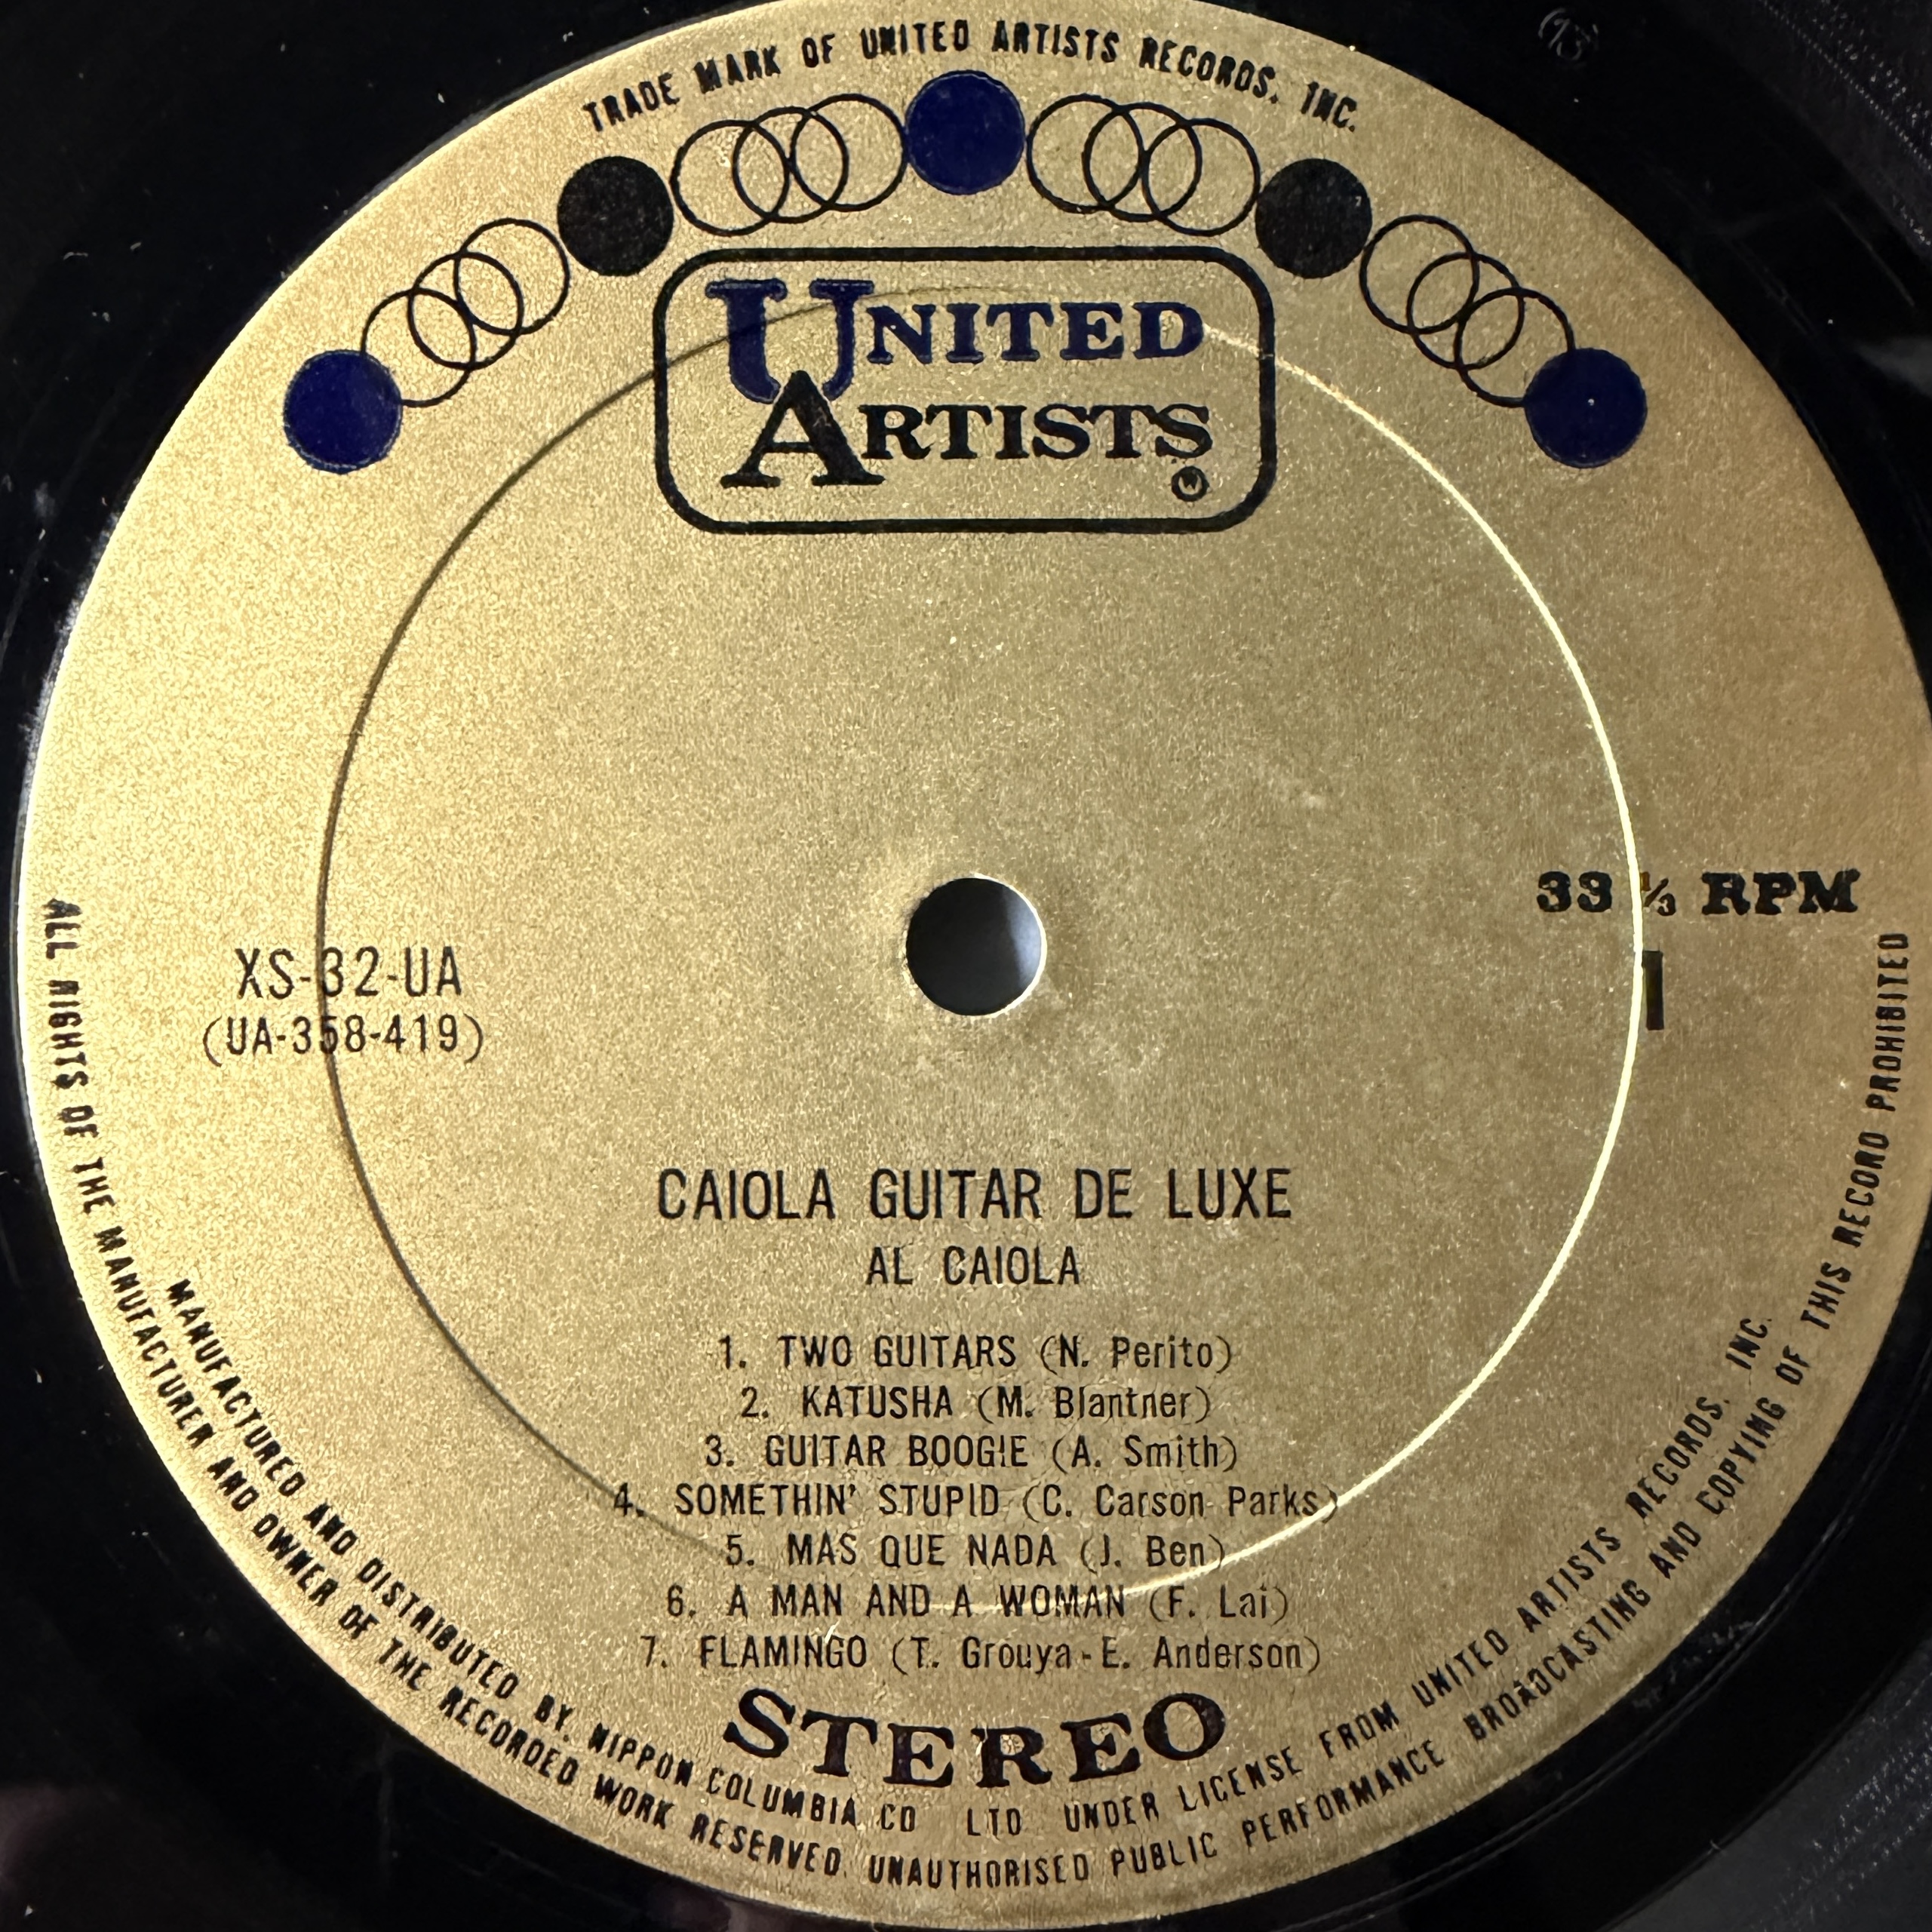 TRADE MARK OF UNITED ARTISTS RECORDS, INC.
UNITED
ARTISTS
33 ⅓ RPM
1
XS-32-UA
(UA-358-419)
CAIOLA GUITAR DE LUXE
AL CAIOLA
1. TWO GUITARS (N. Perito)
2. KATUSHA (M. Blantner)
3. GUITAR BOOGIE (A. Smith)
4. SOMETHIN' STUPID (C. Carson Parks)
5. MAS QUE NADA (J. Ben)
6. A MAN AND A WOMAN (F. Lai)
7. FLAMINGO (T. Grouya-E. Anderson)
STEREO
MANUFACTURED AND DISTRIBUTED BY. NIPPON COLUMBIA CO LTD UNDER LICENSE FROM UNITED ARTISTS RECORDS. INC.
ALL RIGHTS OF THE MANUFACTURER AND OWNER OF THE RECORDED WORK RESERVED. UNAUTHORISED PUBLIC PERFORMANCE BROADCASTING AND COPYING OF THIS RECORD PROHIBITED